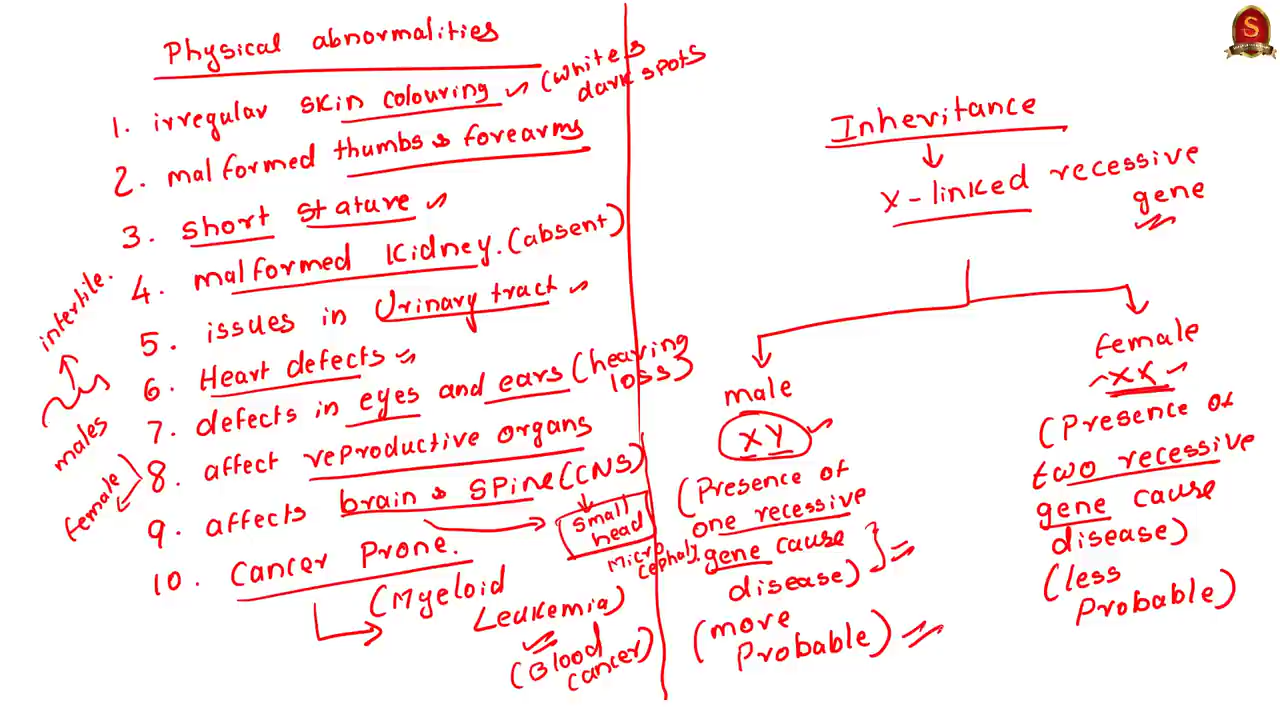 Physical abnormalities
1. irregular skin colouring (white &
dark spots
2. malformed thumbs & forearms
3. short stature
4. malformed kidney. (absent)
5. issues in Urinary tract
6. Heart defects
7. defects in eyes and ears (hearing
loss)
8. affect reproductive organs
males
intertile.
female
9. affects brain & spine (CNS)
small
head
Micro
cephaly.
10. Cancer Prone.
(Myeloid
Leukemia)
(Blood
cancer)
Inheritance
X-linked recessive
gene
male
XY
(Presence of
one recessive
gene cause
disease)
(more
Probable)
female
XX
(Presence of
two recessive
gene cause
disease)
(less
Probable)
S